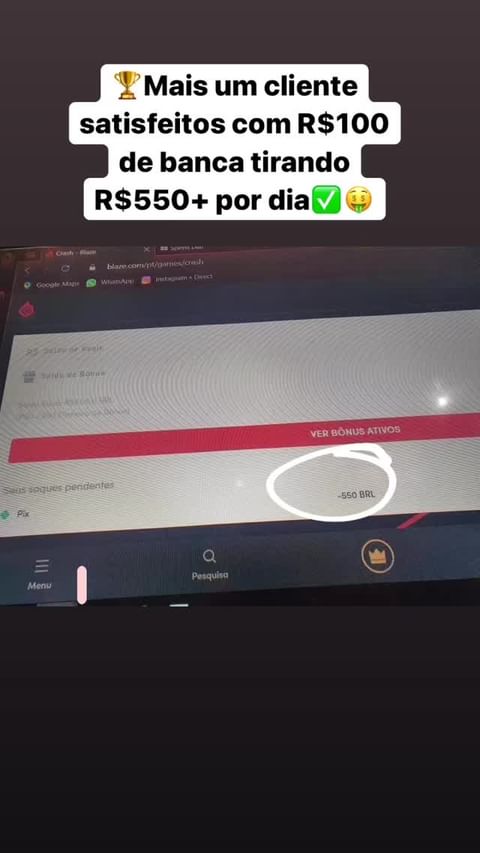 🏆Mais um cliente
satisfeitos com R$100
de banca tirando
R$550+ por dia✅🤑
Crash - Blaze
blaze.com/pt/games/crash
Google Maps WhatsApp Instagram • Direct
R$ Saldo de
Saldo de Bônus
VER BÔNUS ATIVOS
Seus saques pendentes
Pix -550 BRL
Menu
Pesquisa